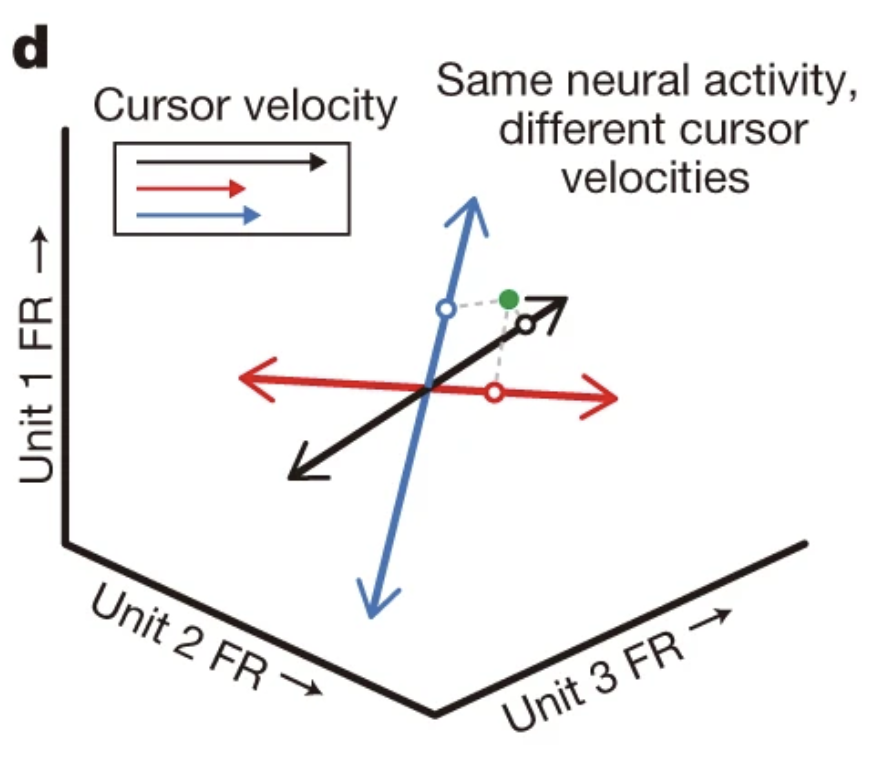 d
Cursor velocity
Same neural activity,
different cursor
velocities
Unit 1 FR →
Unit 2 FR →
Unit 3 FR →